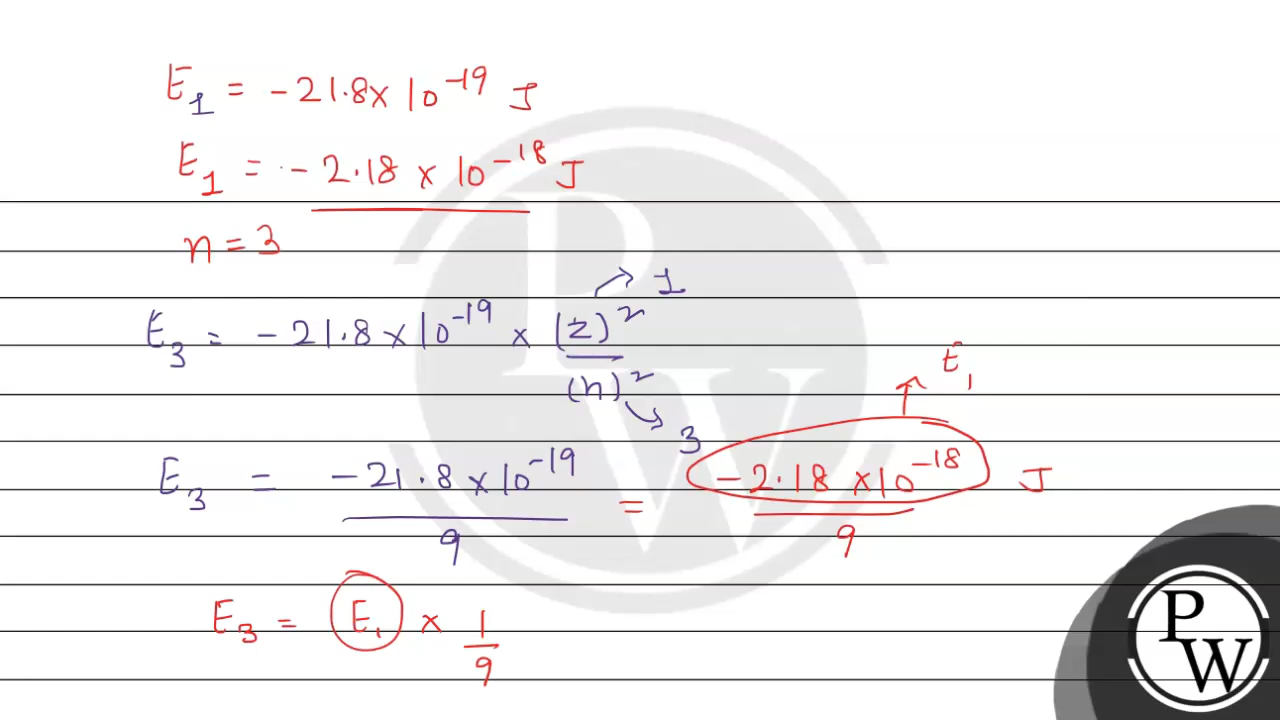 E₁ = -21.8 × 10⁻¹⁹ J
E₁ = - 2.18 × 10⁻¹⁸ J
n = 3
E₃ = - 21.8 × 10⁻¹⁹ × (z)² / (n)²
→ 1
→ 3
E₁
E₃ = -21.8 × 10⁻¹⁹ / 9 = -2.18 × 10⁻¹⁸ / 9 J
E₃ = E₁ × 1/9
PW
PW